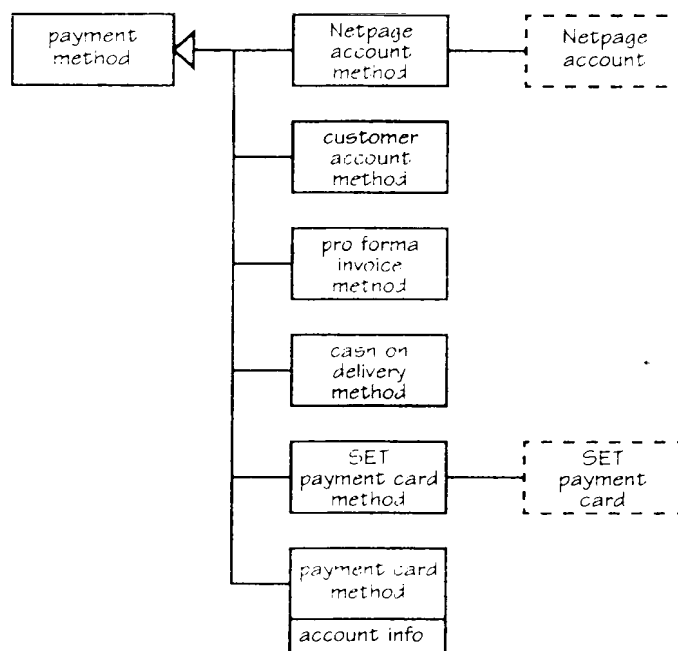 payment
method
Netpage
account
method
Netpage
account
customer
account
method
pro forma
invoice
method
cash on
delivery
method
SET
payment card
method
SET
payment
card
payment card
method
account info